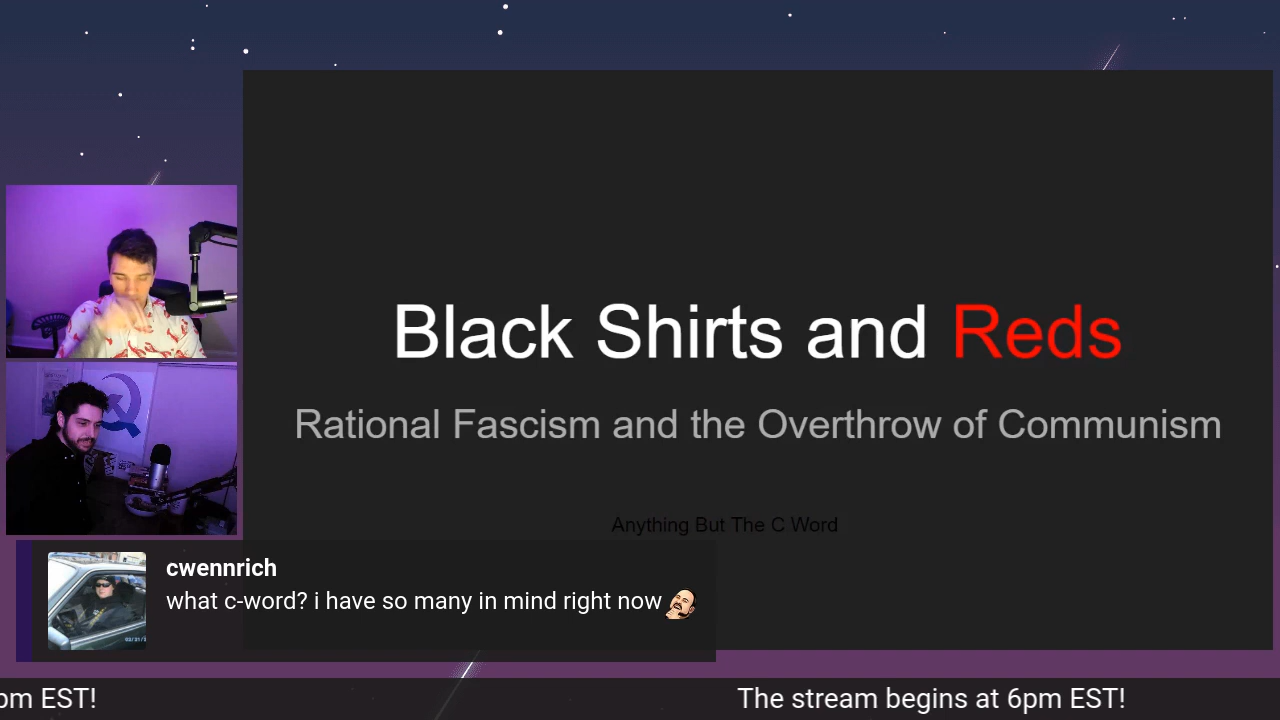 Black Shirts and Reds
Rational Fascism and the Overthrow of Communism
Anything But The C Word
cwennrich
what c-word? i have so many in mind right now
pm EST!
The stream begins at 6pm EST!